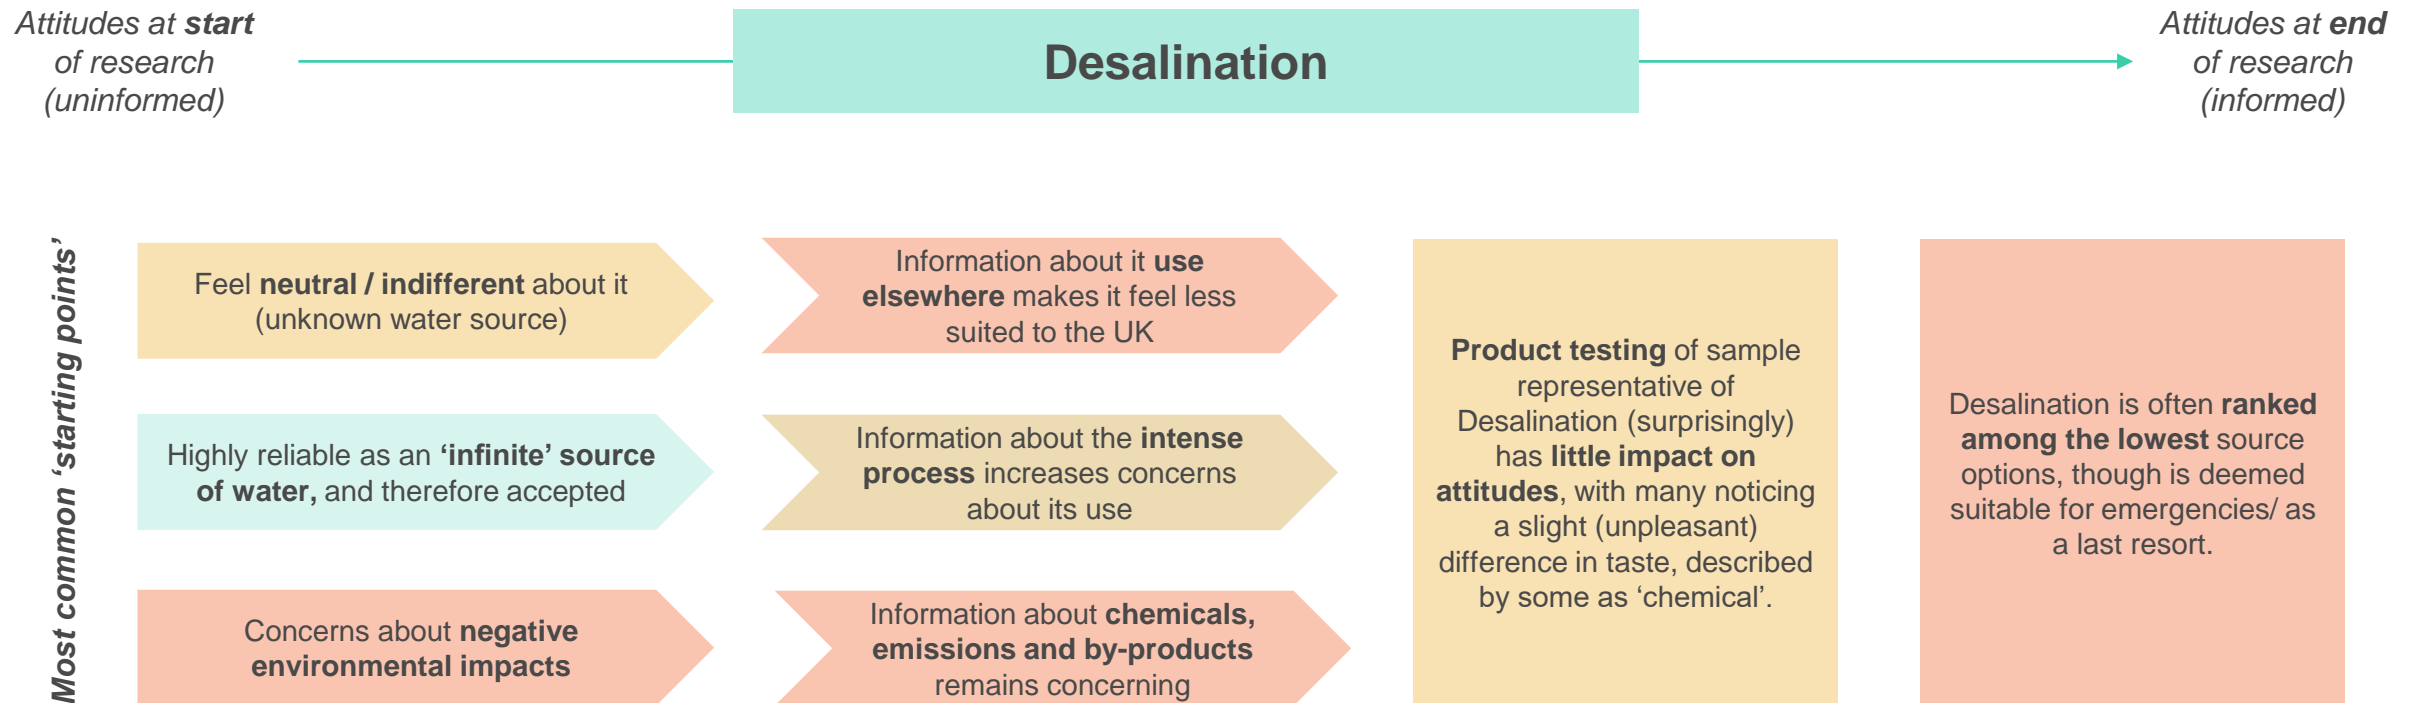 Attitudes at start
of research
(uninformed)
Desalination
Attitudes at end
of research
(informed)
Most common ‘starting points’
Feel neutral / indifferent about it
(unknown water source)
Information about it use
elsewhere makes it feel less
suited to the UK
Highly reliable as an ‘infinite’ source
of water, and therefore accepted
Information about the intense
process increases concerns
about its use
Concerns about negative
environmental impacts
Information about chemicals,
emissions and by-products
remains concerning
Product testing of sample
representative of
Desalination (surprisingly)
has little impact on
attitudes, with many noticing
a slight (unpleasant)
difference in taste, described
by some as ‘chemical’.
Desalination is often ranked
among the lowest source
options, though is deemed
suitable for emergencies/ as
a last resort.